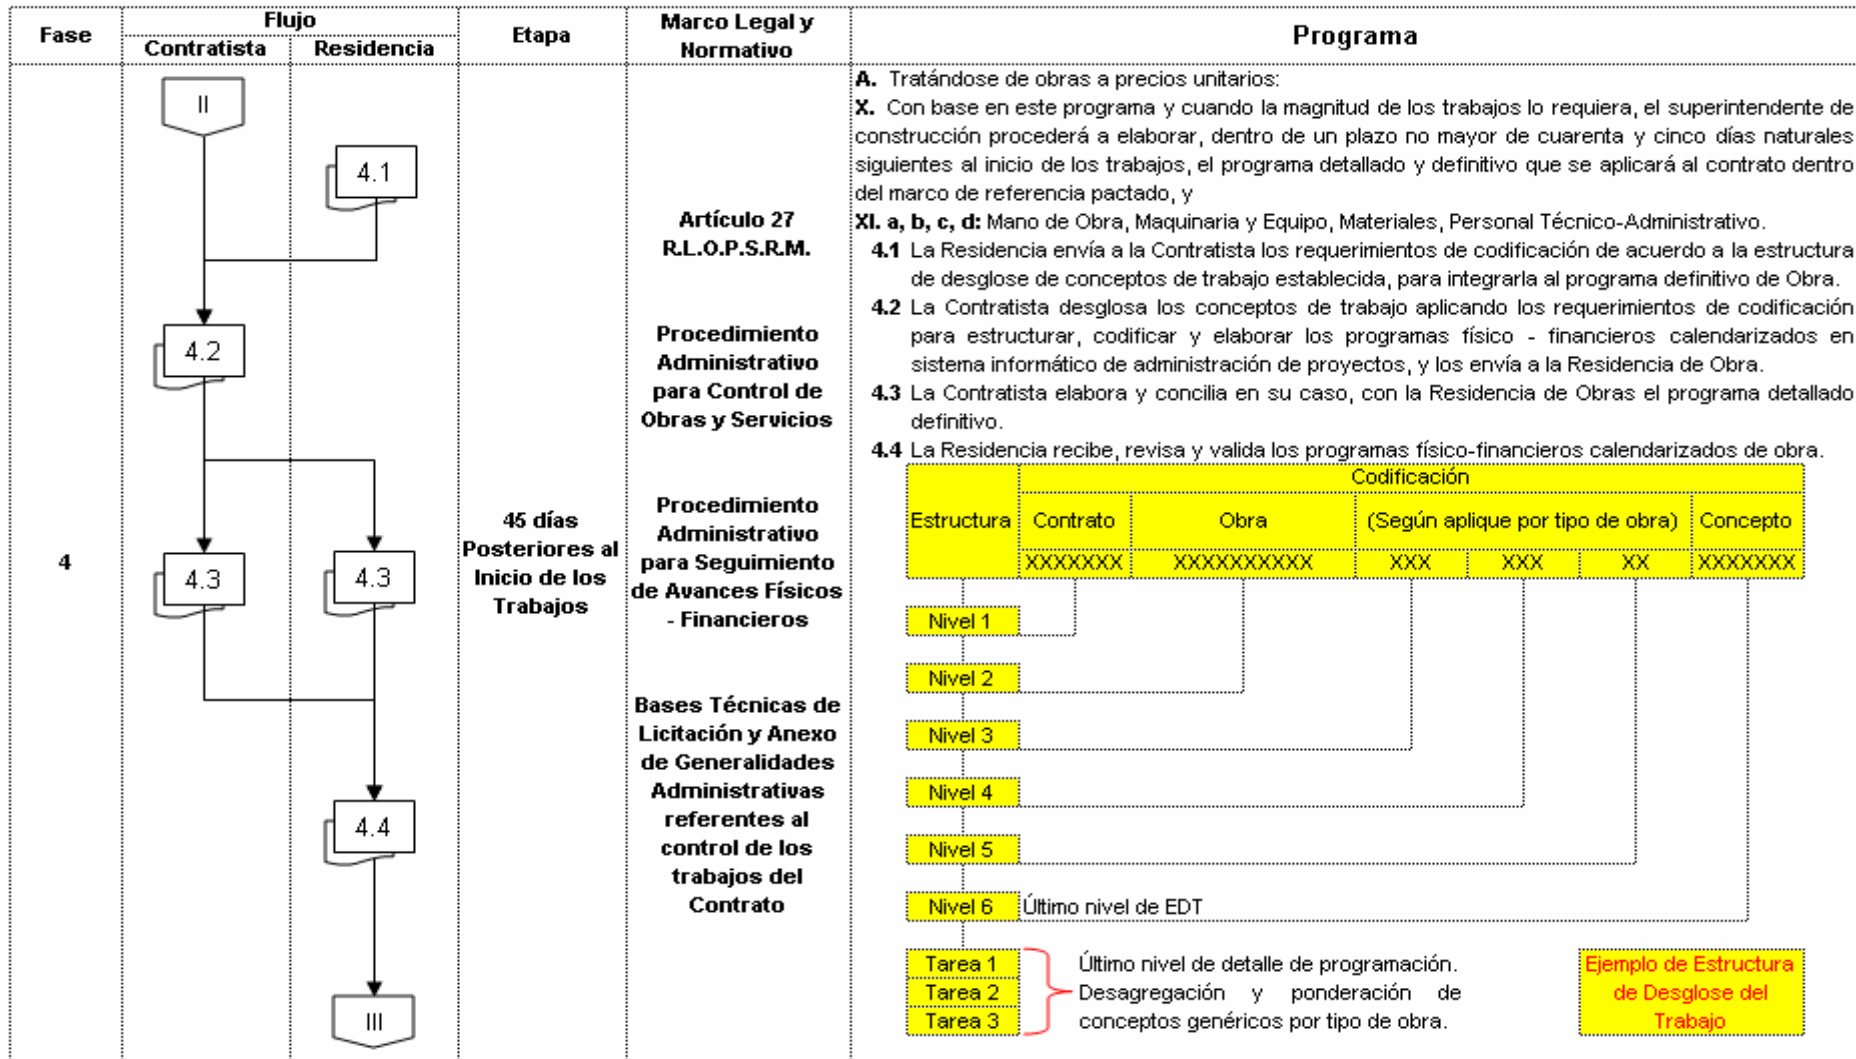 Fase
Flujo
Contratista
Residencia
Etapa
Marco Legal y
Normativo
Programa
4
II
4.1
4.2
4.3
4.3
4.4
III
45 días
Posteriores al
Inicio de los
Trabajos
Artículo 27
R.L.O.P.S.R.M.
Procedimiento
Administrativo
para Control de
Obras y Servicios
Procedimiento
Administrativo
para Seguimiento
de Avances Físicos
- Financieros
Bases Técnicas de
Licitación y Anexo
de Generalidades
Administrativas
referentes al
control de los
trabajos del
Contrato
A. Tratándose de obras a precios unitarios:
X. Con base en este programa y cuando la magnitud de los trabajos lo requiera, el superintendente de
construcción procederá a elaborar, dentro de un plazo no mayor de cuarenta y cinco días naturales
siguientes al inicio de los trabajos, el programa detallado y definitivo que se aplicará al contrato dentro
del marco de referencia pactado, y
XI. a, b, c, d: Mano de Obra, Maquinaria y Equipo, Materiales, Personal Técnico-Administrativo.
4.1 La Residencia envía a la Contratista los requerimientos de codificación de acuerdo a la estructura
de desglose de conceptos de trabajo establecida, para integrarla al programa definitivo de Obra.
4.2 La Contratista desglosa los conceptos de trabajo aplicando los requerimientos de codificación
para estructurar, codificar y elaborar los programas físico - financieros calendarizados en
sistema informático de administración de proyectos, y los envía a la Residencia de Obra.
4.3 La Contratista elabora y concilia en su caso, con la Residencia de Obras el programa detallado
definitivo.
4.4 La Residencia recibe, revisa y valida los programas físico-financieros calendarizados de obra.
Estructura
Codificación
Contrato
Obra
(Según aplique por tipo de obra)
Concepto
XXXXXXX
XXXXXXXXXX
XXX
XXX
XX
XXXXXXX
Nivel 1
Nivel 2
Nivel 3
Nivel 4
Nivel 5
Nivel 6 Último nivel de EDT
Tarea 1
Tarea 2
Tarea 3
Último nivel de detalle de programación.
Desagregación y ponderación de
conceptos genéricos por tipo de obra.
Ejemplo de Estructura
de Desglose del
Trabajo